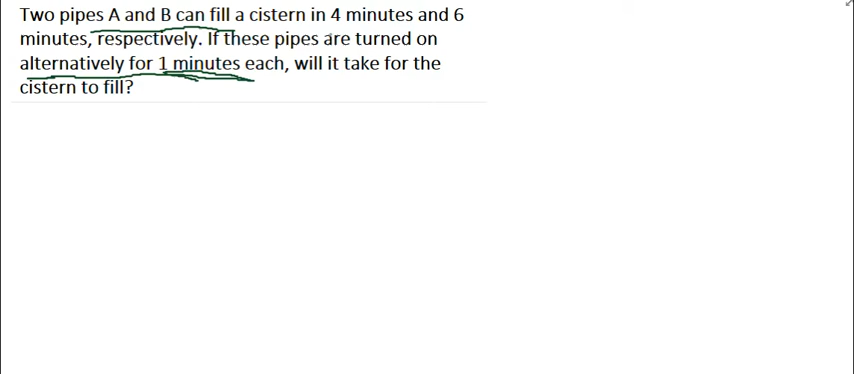 Two pipes A and B can fill a cistern in 4 minutes and 6
minutes, respectively. If these pipes are turned on
alternatively for 1 minutes each, will it take for the
cistern to fill?